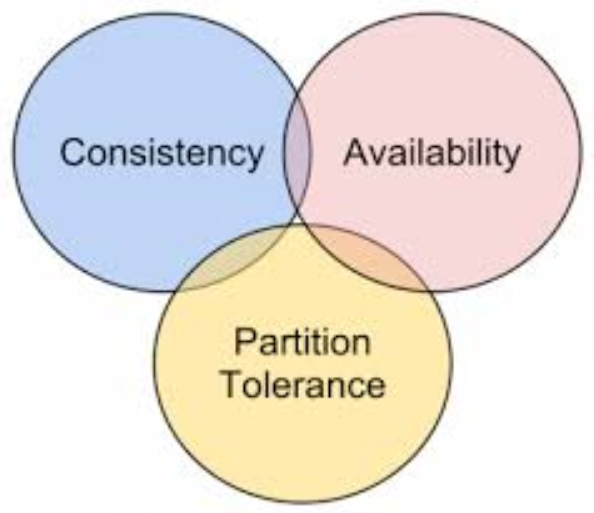 Consistency
Availability
Partition
Tolerance